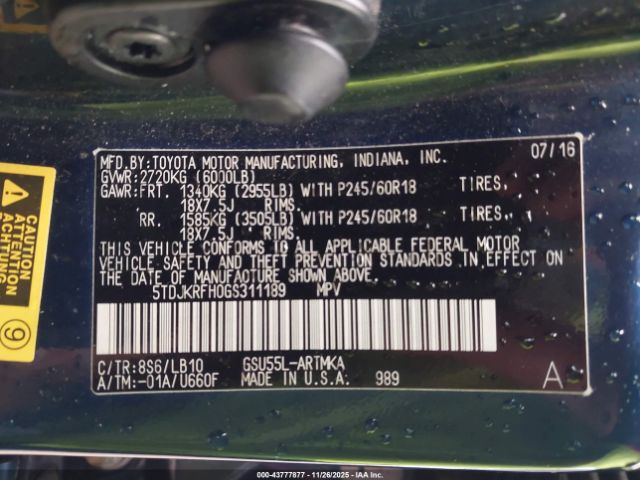 MFD.BY:TOYOTA MOTOR MANUFACTURING, INDIANA, INC. 07/16
GVWR:2720KG (6000LB)
GAWR:FRT. 1340KG (2955LB) WITH P245/60R18 TIRES,
18X7.5J RIMS.
RR. 1585KG (3505LB) WITH P245/60R18 TIRES,
18X7.5J RIMS.
THIS VEHICLE CONFORMS TO ALL APPLICABLE FEDERAL MOTOR
VEHICLE SAFETY AND THEFT PREVENTION STANDARDS IN EFFECT ON
THE DATE OF MANUFACTURE SHOWN ABOVE.
5TDJKRFH0GS311189 MPV
C/TR:8S6/LB10 GSU55L-ARTMKA
A/TM:-01A/U660F MADE IN U.S.A. 989 A
CAUTION
ATTENTION
ACHTUNG
9
000-43777877 | 11/26/2025 | IAAI.com